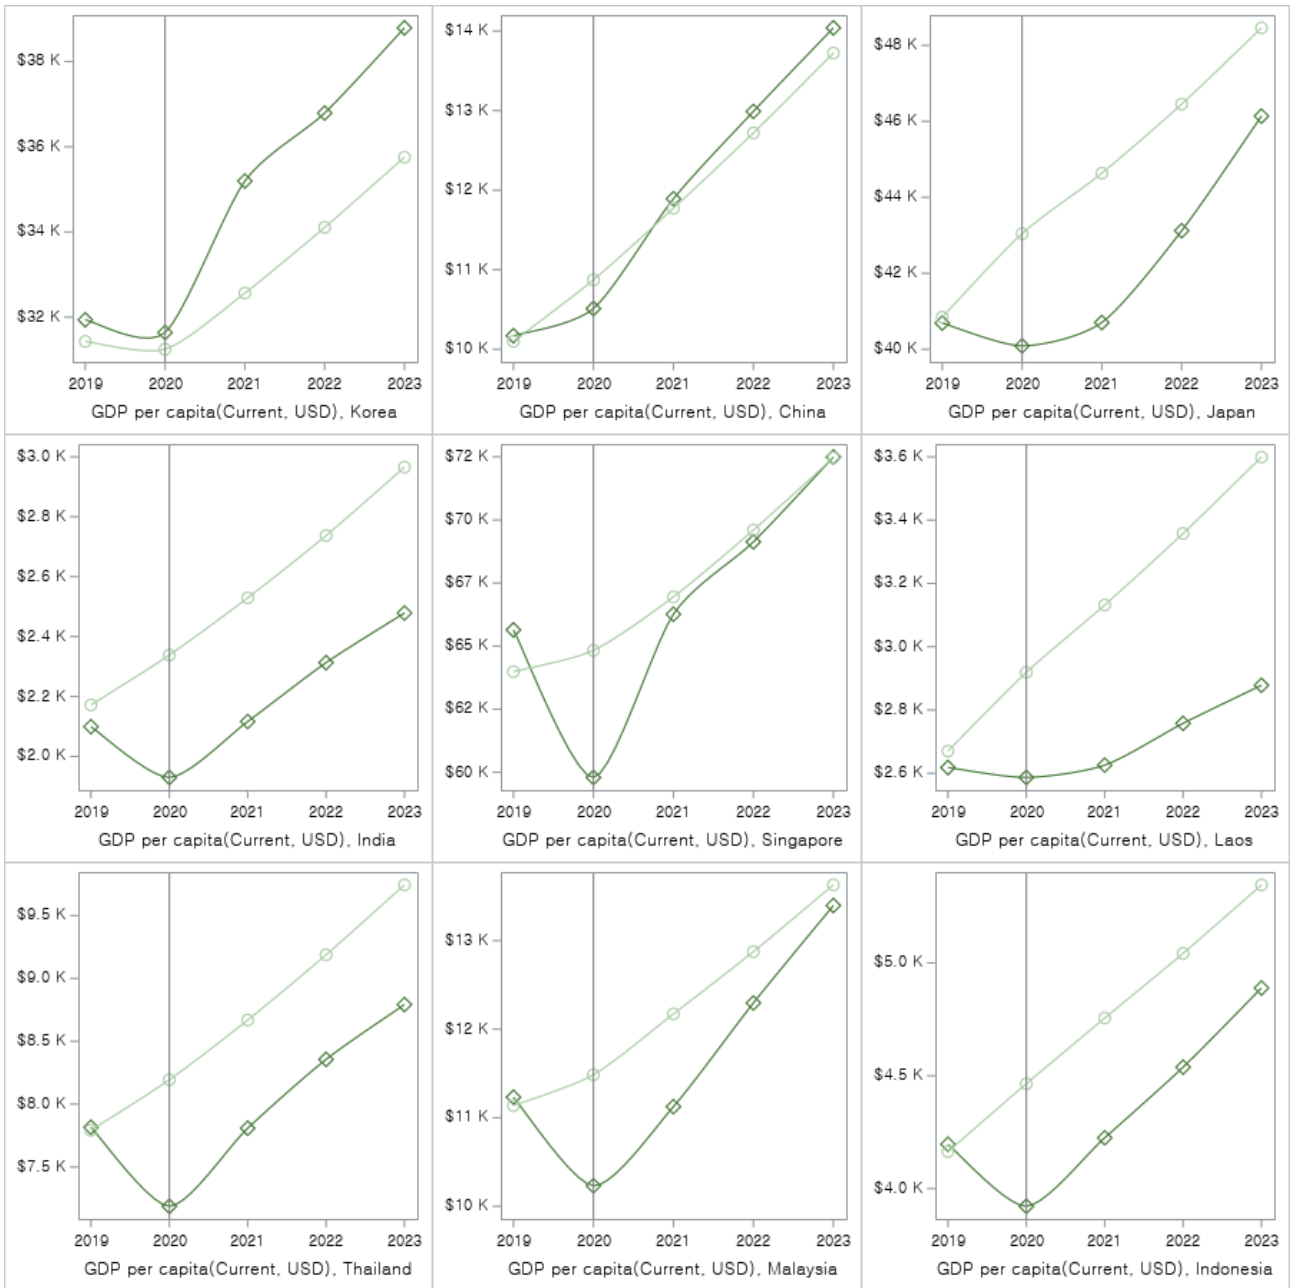 $38 K
$36 K
$34 K
$32 K
2019 2020 2021 2022 2023
GDP per capita(Current, USD), Korea
$14 K
$13 K
$12 K
$11 K
$10 K
2019 2020 2021 2022 2023
GDP per capita(Current, USD), China
$48 K
$46 K
$44 K
$42 K
$40 K
2019 2020 2021 2022 2023
GDP per capita(Current, USD), Japan
$3.0 K
$2.8 K
$2.6 K
$2.4 K
$2.2 K
$2.0 K
2019 2020 2021 2022 2023
GDP per capita(Current, USD), India
$72 K
$70 K
$67 K
$65 K
$62 K
$60 K
2019 2020 2021 2022 2023
GDP per capita(Current, USD), Singapore
$3.6 K
$3.4 K
$3.2 K
$3.0 K
$2.8 K
$2.6 K
2019 2020 2021 2022 2023
GDP per capita(Current, USD), Laos
$9.5 K
$9.0 K
$8.5 K
$8.0 K
$7.5 K
2019 2020 2021 2022 2023
GDP per capita(Current, USD), Thailand
$13 K
$12 K
$11 K
$10 K
2019 2020 2021 2022 2023
GDP per capita(Current, USD), Malaysia
$5.0 K
$4.5 K
$4.0 K
2019 2020 2021 2022 2023
GDP per capita(Current, USD), Indonesia